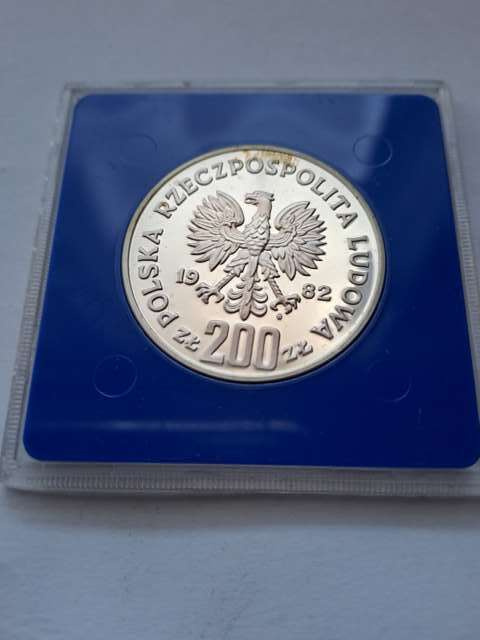 POLSKA RZECZPOSPOLITA LUDOWA
19 82
ZŁ 200 ZŁ